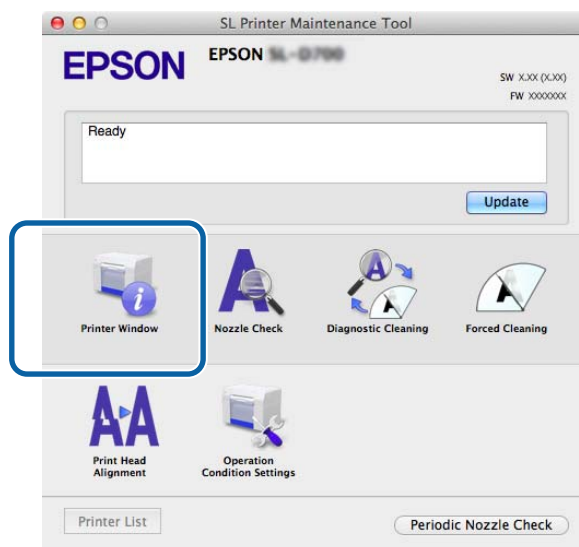 SL Printer Maintenance Tool
EPSON
EPSON
SW X.XX (X.XX)
FW XXXXXXX
Ready
Update
Printer Window
Nozzle Check
Diagnostic Cleaning
Forced Cleaning
Print Head
Alignment
Operation
Condition Settings
Printer List
Periodic Nozzle Check